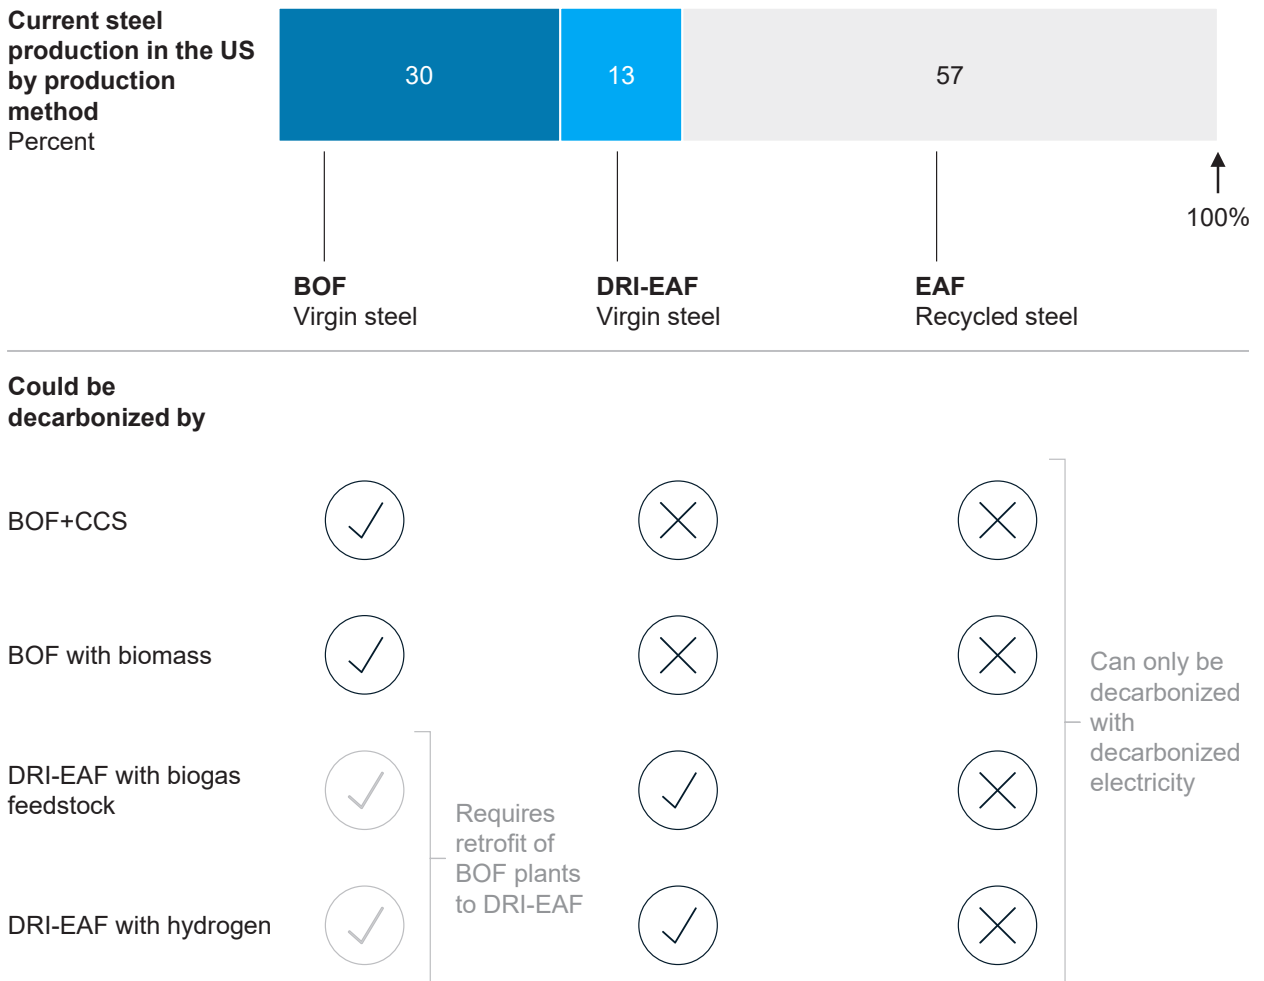 Current steel
production in the US
by production
method
Percent
30
13
57
100%
BOF
Virgin steel
DRI-EAF
Virgin steel
EAF
Recycled steel
Could be
decarbonized by
BOF+CCS
BOF with biomass
DRI-EAF with biogas
feedstock
DRI-EAF with hydrogen
Requires
retrofit of
BOF plants
to DRI-EAF
Can only be
decarbonized
with
decarbonized
electricity